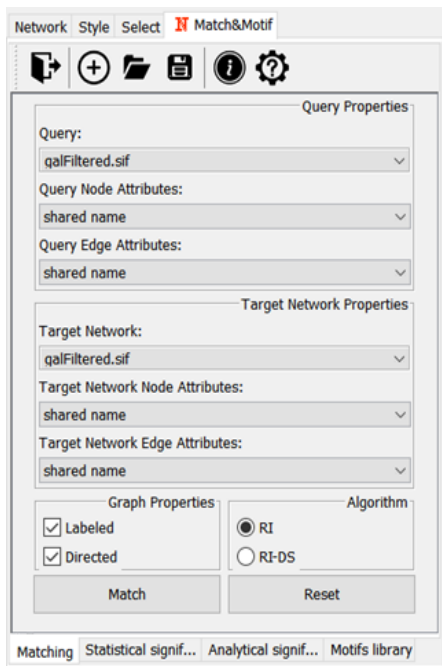 Network Style Select N Match&Motif
Query Properties
Query:
galFiltered.sif
Query Node Attributes:
shared name
Query Edge Attributes:
shared name
Target Network Properties
Target Network:
galFiltered.sif
Target Network Node Attributes:
shared name
Target Network Edge Attributes:
shared name
Graph Properties Algorithm
Labeled RI
Directed RI-DS
Match Reset
Matching Statistical signif... Analytical signif... Motifs library